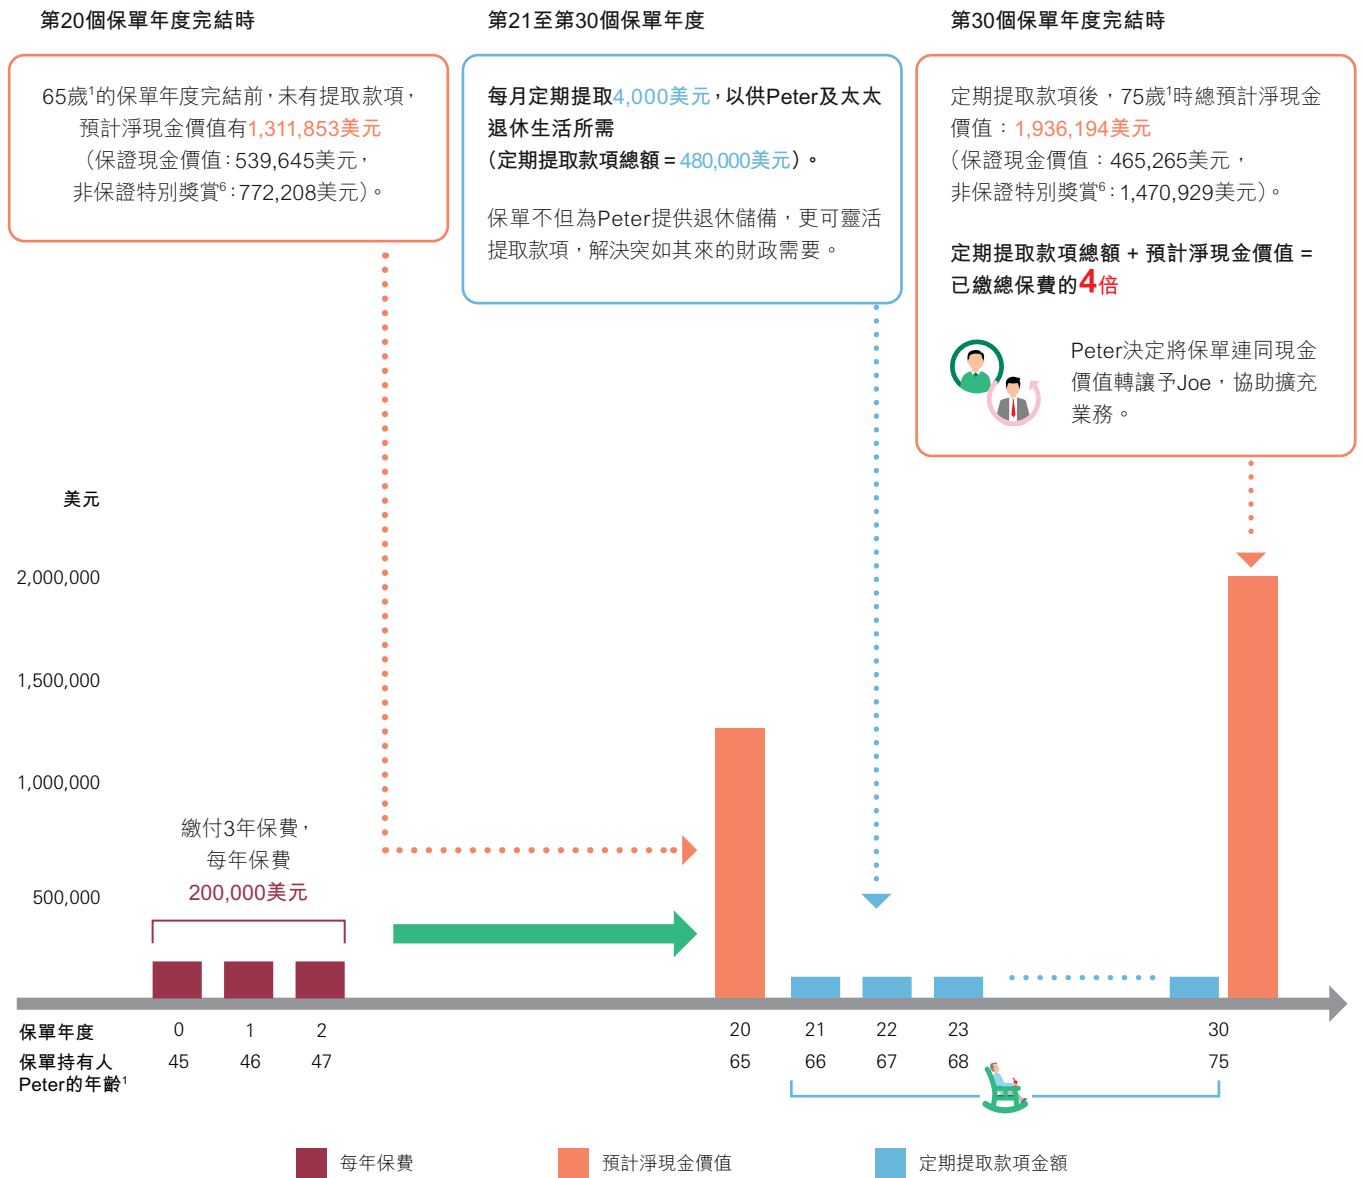 第20個保單年度完結時
65歲1的保單年度完結前，未有提取款項，
預計淨現金價值有1,311,853美元
（保證現金價值：539,645美元，
非保證特別獎賞6：772,208美元）。
第21至第30個保單年度
每月定期提取4,000美元，以供Peter及太太
退休生活所需
（定期提取款項總額 = 480,000美元）。
保單不但為Peter提供退休儲備，更可靈活
提取款項，解決突如其來的財政需要。
第30個保單年度完結時
定期提取款項後，75歲1時總預計淨現金
價值：1,936,194美元
（保證現金價值：465,265美元，
非保證特別獎賞6：1,470,929美元）。
定期提取款項總額 + 預計淨現金價值 =
已繳總保費的4倍
Peter決定將保單連同現金
價值轉讓予Joe，協助擴充
業務。
美元
2,000,000
1,500,000
1,000,000
500,000
繳付3年保費，
每年保費
200,000美元
保單年度 0 1 2 20 21 22 23 30
保單持有人 45 46 47 65 66 67 68 75
Peter的年齡1
每年保費 預計淨現金價值 定期提取款項金額